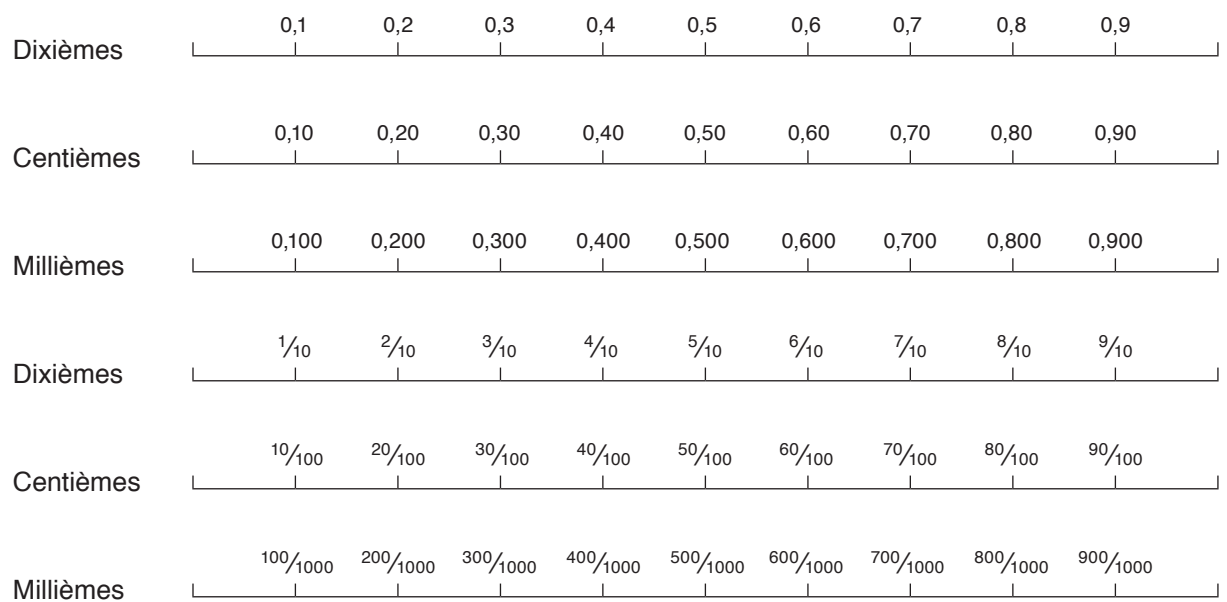 0,1 0,2 0,3 0,4 0,5 0,6 0,7 0,8 0,9
Dixièmes
0,10 0,20 0,30 0,40 0,50 0,60 0,70 0,80 0,90
Centièmes
0,100 0,200 0,300 0,400 0,500 0,600 0,700 0,800 0,900
Millièmes
1/10 2/10 3/10 4/10 5/10 6/10 7/10 8/10 9/10
Dixièmes
10/100 20/100 30/100 40/100 50/100 60/100 70/100 80/100 90/100
Centièmes
100/1000 200/1000 300/1000 400/1000 500/1000 600/1000 700/1000 800/1000 900/1000
Millièmes